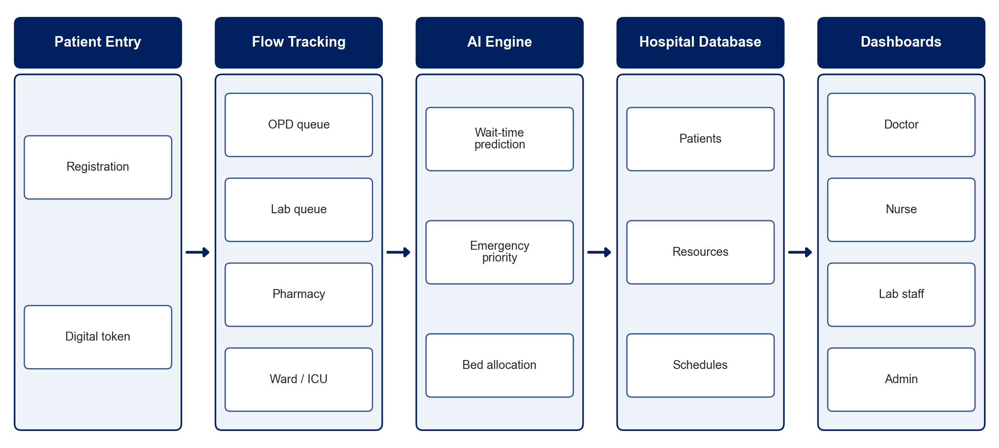 Patient Entry
Registration
Digital token
Flow Tracking
OPD queue
Lab queue
Pharmacy
Ward / ICU
AI Engine
Wait-time
prediction
Emergency
priority
Bed allocation
Hospital Database
Patients
Resources
Schedules
Dashboards
Doctor
Nurse
Lab staff
Admin